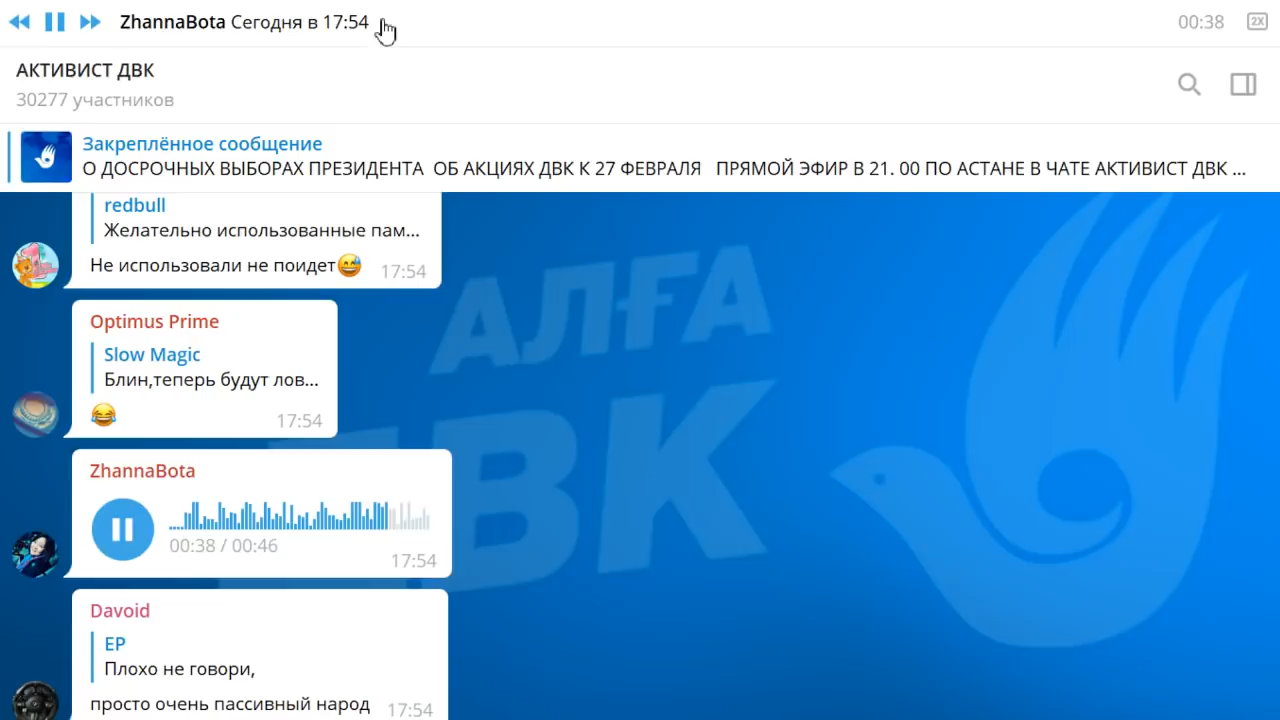 ZhannaBota Сегодня в 17:54
00:38
2X
АКТИВИСТ ДВК
30277 участников
Закреплённое сообщение
О ДОСРОЧНЫХ ВЫБОРАХ ПРЕЗИДЕНТА ОБ АКЦИЯХ ДВК К 27 ФЕВРАЛЯ ПРЯМОЙ ЭФИР В 21. 00 ПО АСТАНЕ В ЧАТЕ АКТИВИСТ ДВК ...
redbull
Желательно использованные пам...
Не использовали не поидет😅 17:54
Optimus Prime
Slow Magic
Блин,теперь будут лов...
😂 17:54
ZhannaBota
00:38 / 00:46
17:54
Davoid
EP
Плохо не говори,
просто очень пассивный народ 17:54
АЛҒА
ДВК